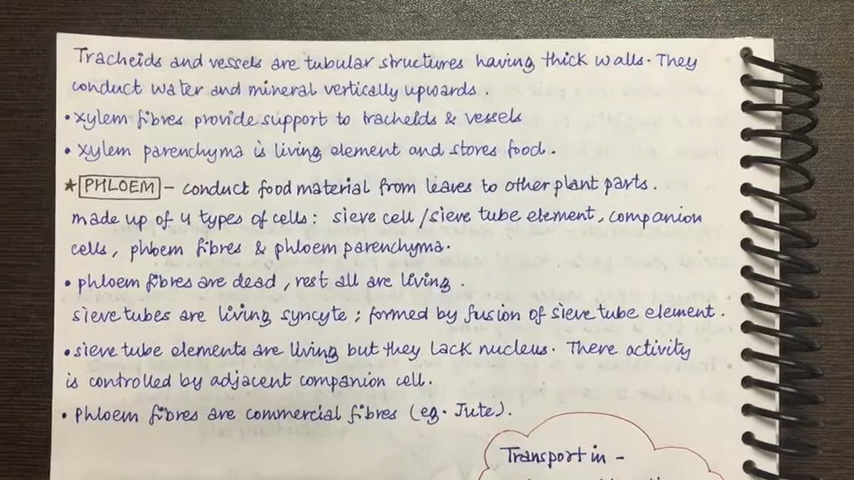 Tracheids and vessels are tubular structures having thick walls. They
conduct water and mineral vertically upwards.
• xylem fibres provide support to tracheids & vessels
• xylem parenchyma is living element and stores food.
★ PHLOEM - conduct food material from leaves to other plant parts.
made up of 4 types of cells: sieve cell/sieve tube element, companion
cells, phloem fibres & phloem parenchyma.
• phloem fibres are dead, rest all are living.
sieve tubes are living syncyte; formed by fusion of sieve tube element.
• sieve tube elements are living but they lack nucleus. There activity
is controlled by adjacent companion cell.
• Phloem fibres are commercial fibres (eg. Jute).
Transport in -